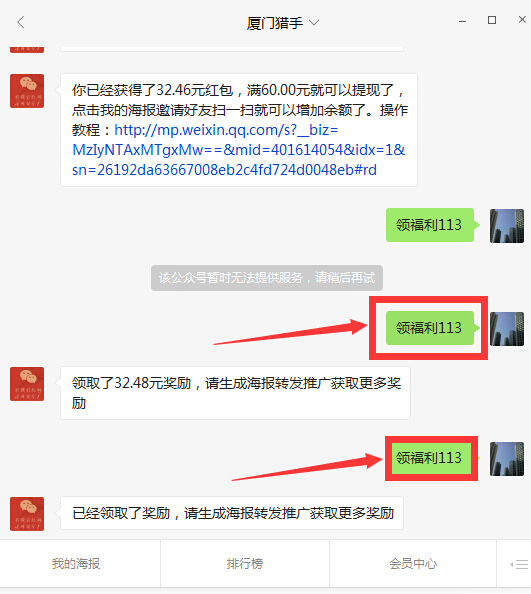 厦门猎手
你已经获得了32.46元红包，满60.00元就可以提现了，
点击我的海报邀请好友扫一扫就可以增加余额了。操作
教程：http://mp.weixin.qq.com/s?__biz=
MzIyNTAxMTgxMw==&mid=401614054&idx=1&
sn=26192da63667008eb2c4fd724d0048eb#rd
领福利113
该公众号暂时无法提供服务，请稍后再试
领福利113
领取了32.48元奖励，请生成海报转发推广获取更多奖
励
领福利113
已经领取了奖励，请生成海报转发推广获取更多奖励
我的海报
排行榜
会员中心